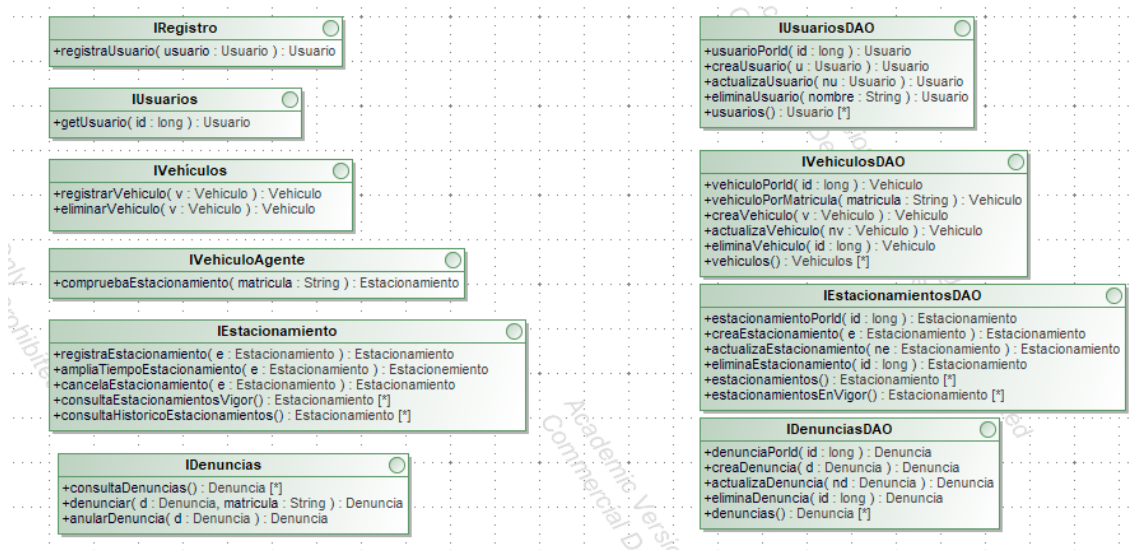 IRegistro
+registraUsuario( usuario : Usuario ) : Usuario
IUsuarios
+getUsuario( id : long ) : Usuario
IVehículos
+registrarVehiculo( v : Vehiculo ) : Vehiculo
+eliminarVehiculo( v : Vehiculo ) : Vehiculo
IVehiculoAgente
+compruebaEstacionamiento( matricula : String ) : Estacionamiento
IEstacionamiento
+registraEstacionamiento( e : Estacionamiento ) : Estacionamiento
+ampliaTiempoEstacionamiento( e : Estacionamiento ) : Estacionemiento
+cancelaEstacionamiento( e : Estacionamiento ) : Estacionamiento
+consultaEstacionamientosVigor() : Estacionamiento [*]
+consultaHistoricoEstacionamientos() : Estacionamiento [*]
IDenuncias
+consultaDenuncias() : Denuncia [*]
+denunciar( d : Denuncia, matricula : String ) : Denuncia
+anularDenuncia( d : Denuncia ) : Denuncia
IUsuariosDAO
+usuarioPorId( id : long ) : Usuario
+creaUsuario( u : Usuario ) : Usuario
+actualizaUsuario( nu : Usuario ) : Usuario
+eliminaUsuario( nombre : String ) : Usuario
+usuarios() : Usuario [*]
IVehiculosDAO
+vehiculoPorId( id : long ) : Vehiculo
+vehiculoPorMatricula( matricula : String ) : Vehiculo
+creaVehiculo( v : Vehiculo ) : Vehiculo
+actualizaVehiculo( nv : Vehiculo ) : Vehiculo
+eliminaVehiculo( id : long ) : Vehiculo
+vehiculos() : Vehiculos [*]
IEstacionamientosDAO
+estacionamientoPorId( id : long ) : Estacionamiento
+creaEstacionamiento( e : Estacionamiento ) : Estacionamiento
+actualizaEstacionamiento( ne : Estacionamiento ) : Estacionamiento
+eliminaEstacionamiento( id : long ) : Estacionamiento
+estacionamientos() : Estacionamiento [*]
+estacionamientosEnVigor() : Estacionamiento [*]
IDenunciasDAO
+denunciaPorId( id : long ) : Denuncia
+creaDenuncia( d : Denuncia ) : Denuncia
+actualizaDenuncia( nd : Denuncia ) : Denuncia
+eliminaDenuncia( id : long ) : Denuncia
+denuncias() : Denuncia [*]
Academic Versi
Commercial D
only
prohibite